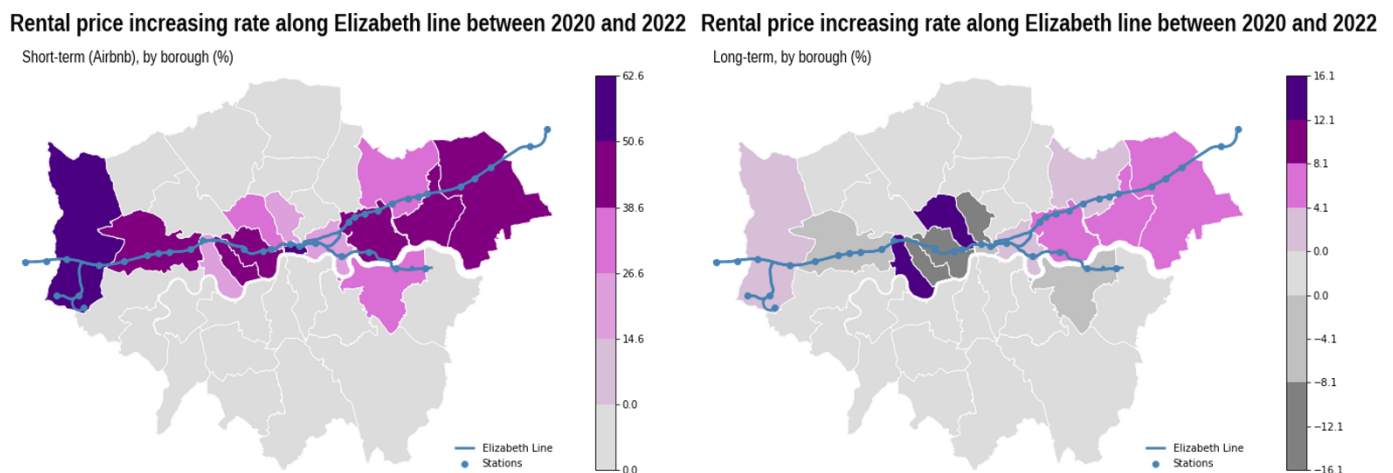 Rental price increasing rate along Elizabeth line between 2020 and 2022
Short-term (Airbnb), by borough (%)
62.6
50.6
38.6
26.6
14.6
0.0
0.0
Elizabeth Line
Stations
Rental price increasing rate along Elizabeth line between 2020 and 2022
Long-term, by borough (%)
16.1
12.1
8.1
4.1
0.0
0.0
−4.1
−8.1
−12.1
−16.1
Elizabeth Line
Stations